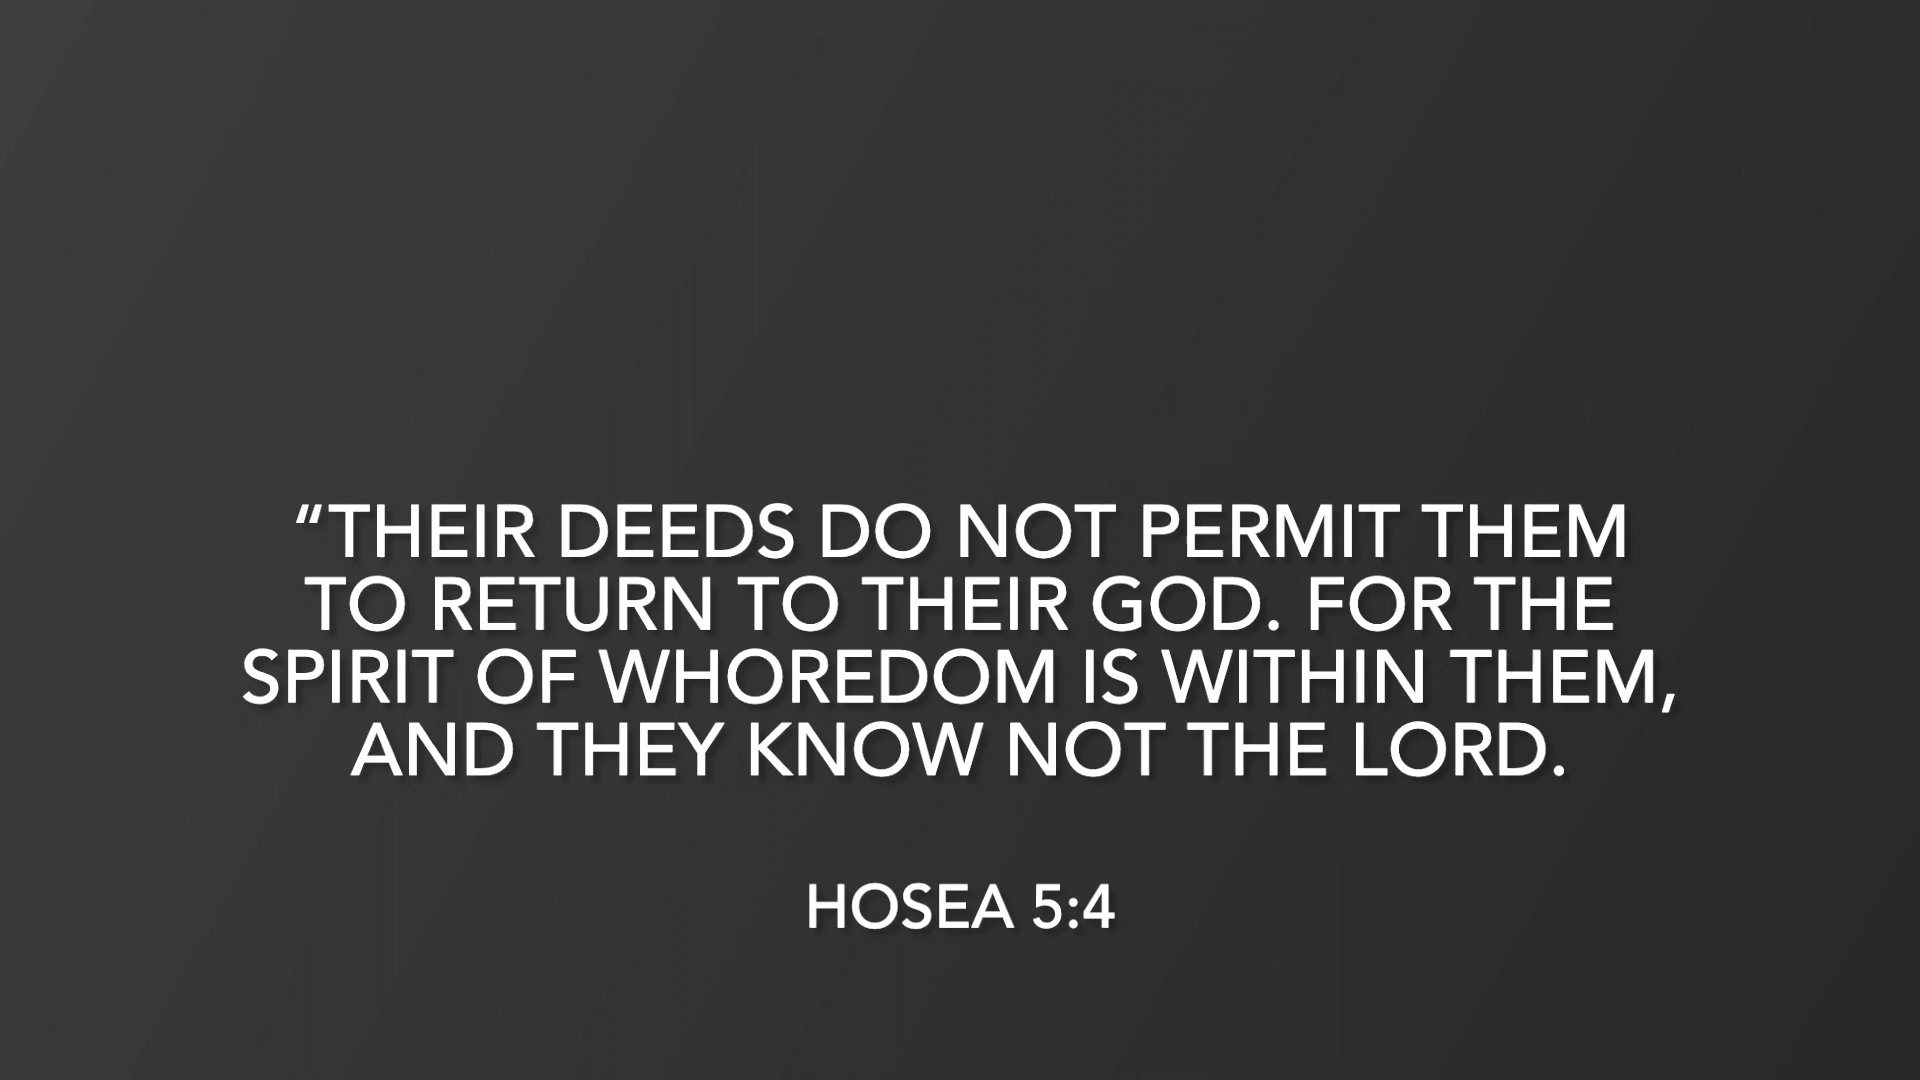 “THEIR DEEDS DO NOT PERMIT THEM
TO RETURN TO THEIR GOD. FOR THE
SPIRIT OF WHOREDOM IS WITHIN THEM,
AND THEY KNOW NOT THE LORD.
HOSEA 5:4